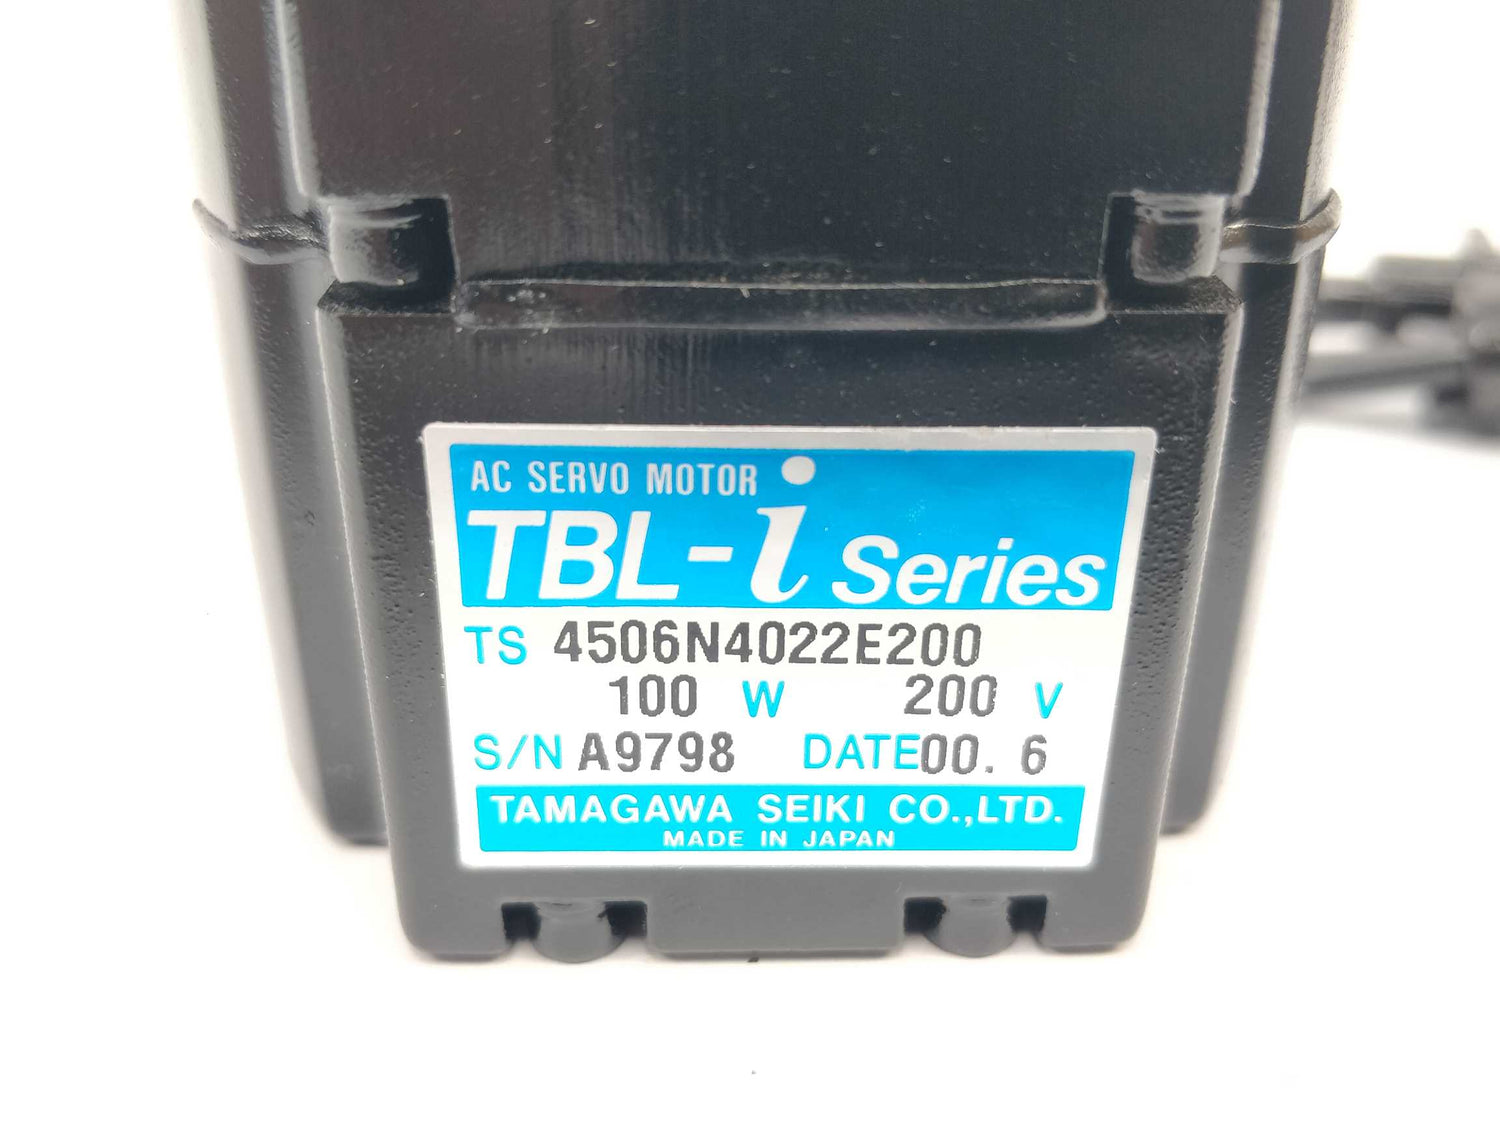 AC SERVO MOTOR
TBL-i Series
TS 4506N4022E200
100 W 200 V
S/N A9798 DATE 00. 6
TAMAGAWA SEIKI CO.,LTD.
MADE IN JAPAN